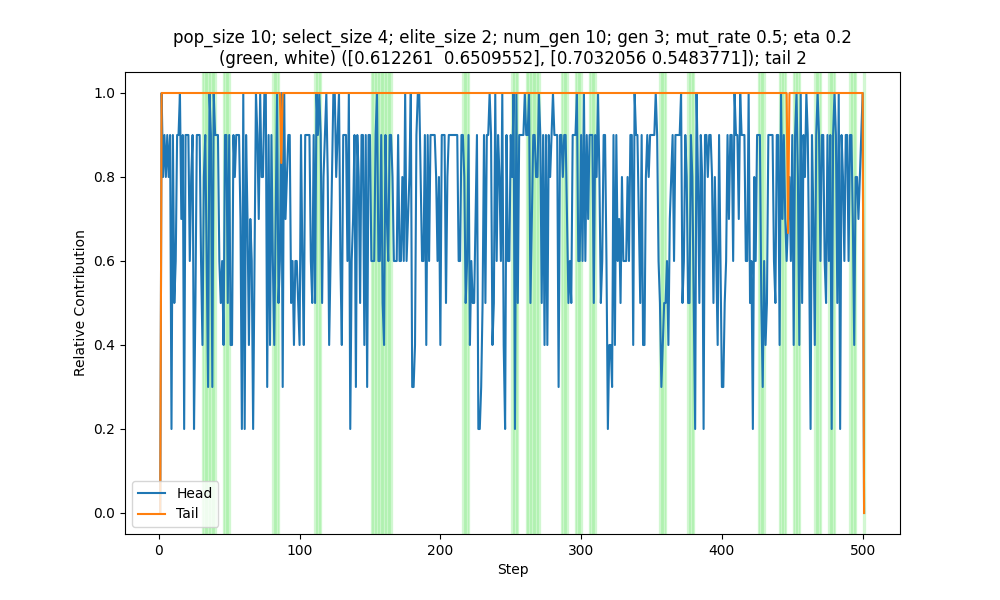 pop_size 10; select_size 4; elite_size 2; num_gen 10; gen 3; mut_rate 0.5; eta 0.2
(green, white) ([0.612261  0.6509552], [0.7032056 0.5483771]); tail 2
1.0
0.8
0.6
0.4
0.2
0.0
Relative Contribution
Head
Tail
0
100
200
300
400
500
Step